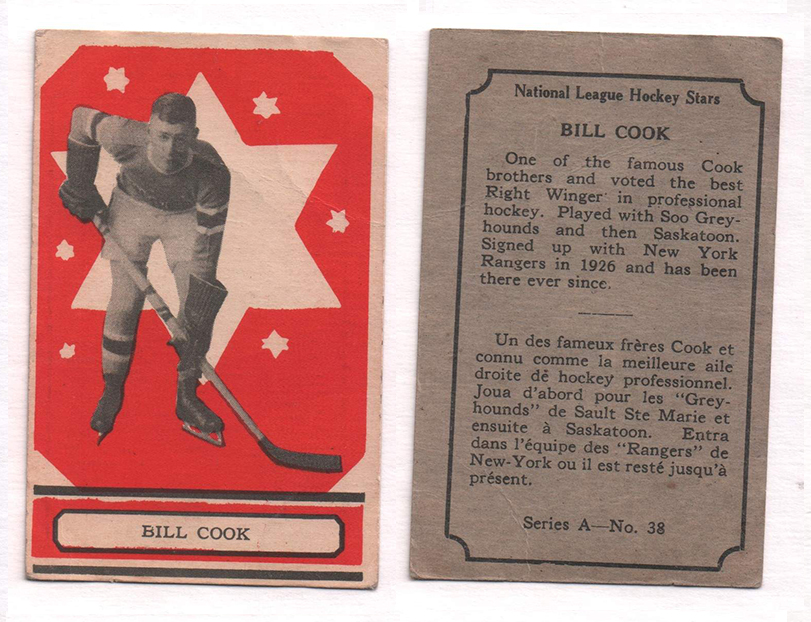 BILL COOK
National League Hockey Stars
BILL COOK
One of the famous Cook
brothers and voted the best
Right Winger in professional
hockey. Played with Soo Grey-
hounds and then Saskatoon.
Signed up with New York
Rangers in 1926 and has been
there ever since.
Un des fameux frères Cook et
connu comme la meilleure aile
droite dé hockey professionnel.
Joua d'abord pour les "Grey-
hounds" de Sault Ste Marie et
ensuite à Saskatoon. Entra
dans l'équipe des "Rangers" de
New-York ou il est resté jusqu'à
présent.
Series A—No. 38